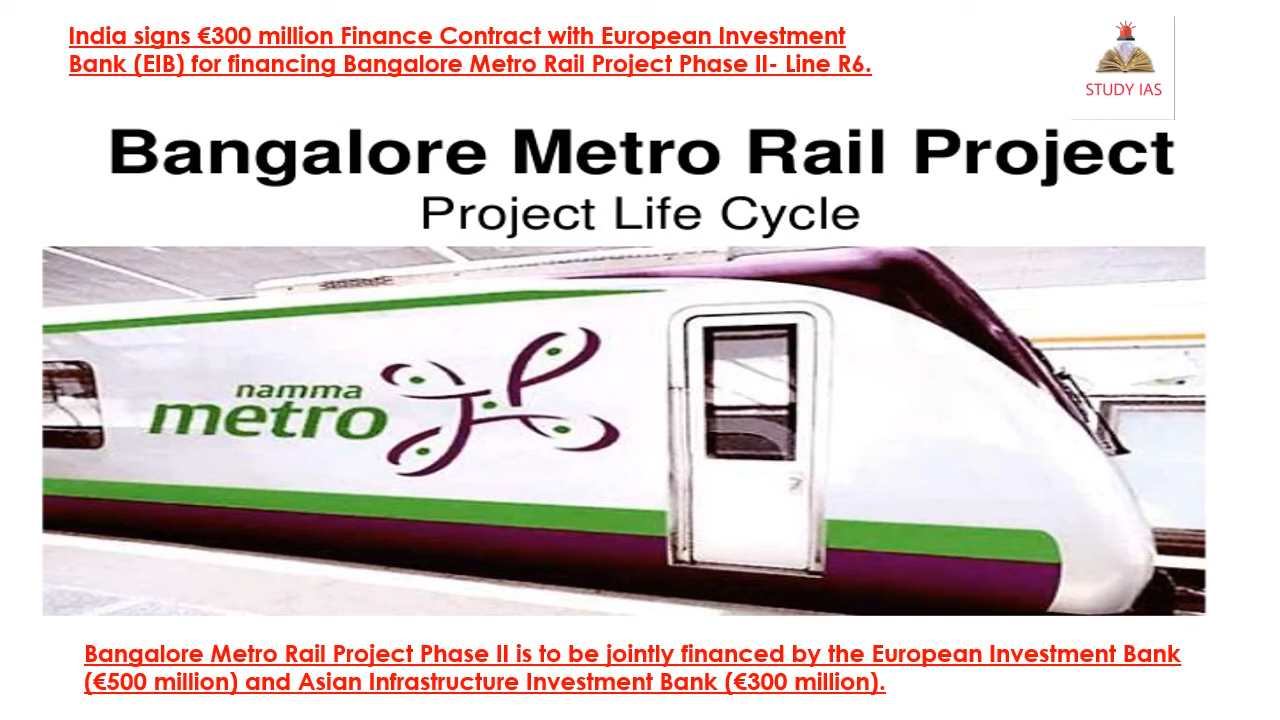 India signs €300 million Finance Contract with European Investment
Bank (EIB) for financing Bangalore Metro Rail Project Phase II- Line R6.
STUDY IAS
Bangalore Metro Rail Project
Project Life Cycle
namma
metro
Bangalore Metro Rail Project Phase II is to be jointly financed by the European Investment Bank
(€500 million) and Asian Infrastructure Investment Bank (€300 million).